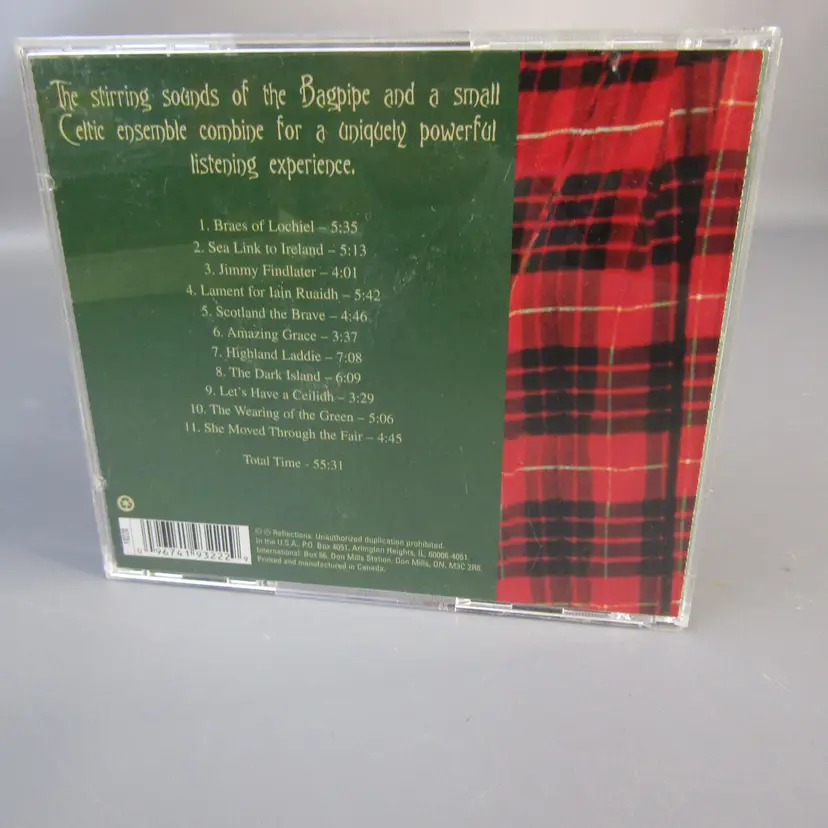 The stirring sounds of the Bagpipe and a small
Celtic ensemble combine for a uniquely powerful
listening experience.
1. Braes of Lochiel – 5:35
2. Sea Link to Ireland – 5:13
3. Jimmy Findlater – 4:01
4. Lament for Iain Ruaidh – 5:42
5. Scotland the Brave – 4:46
6. Amazing Grace – 3:37
7. Highland Laddie – 7:08
8. The Dark Island – 6:09
9. Let's Have a Ceilidh – 3:29
10. The Wearing of the Green – 5:06
11. She Moved Through the Fair – 4:45
Total Time - 55:31
0 96741 93222 9
© ℗ Reflections. Unauthorized duplication prohibited.
In the U.S.A., P.O. Box 4051, Arlington Heights, IL 60006-4051.
International: Box 96, Don Mills Station, Don Mills, ON. M3C 2R6.
Printed and manufactured in Canada.